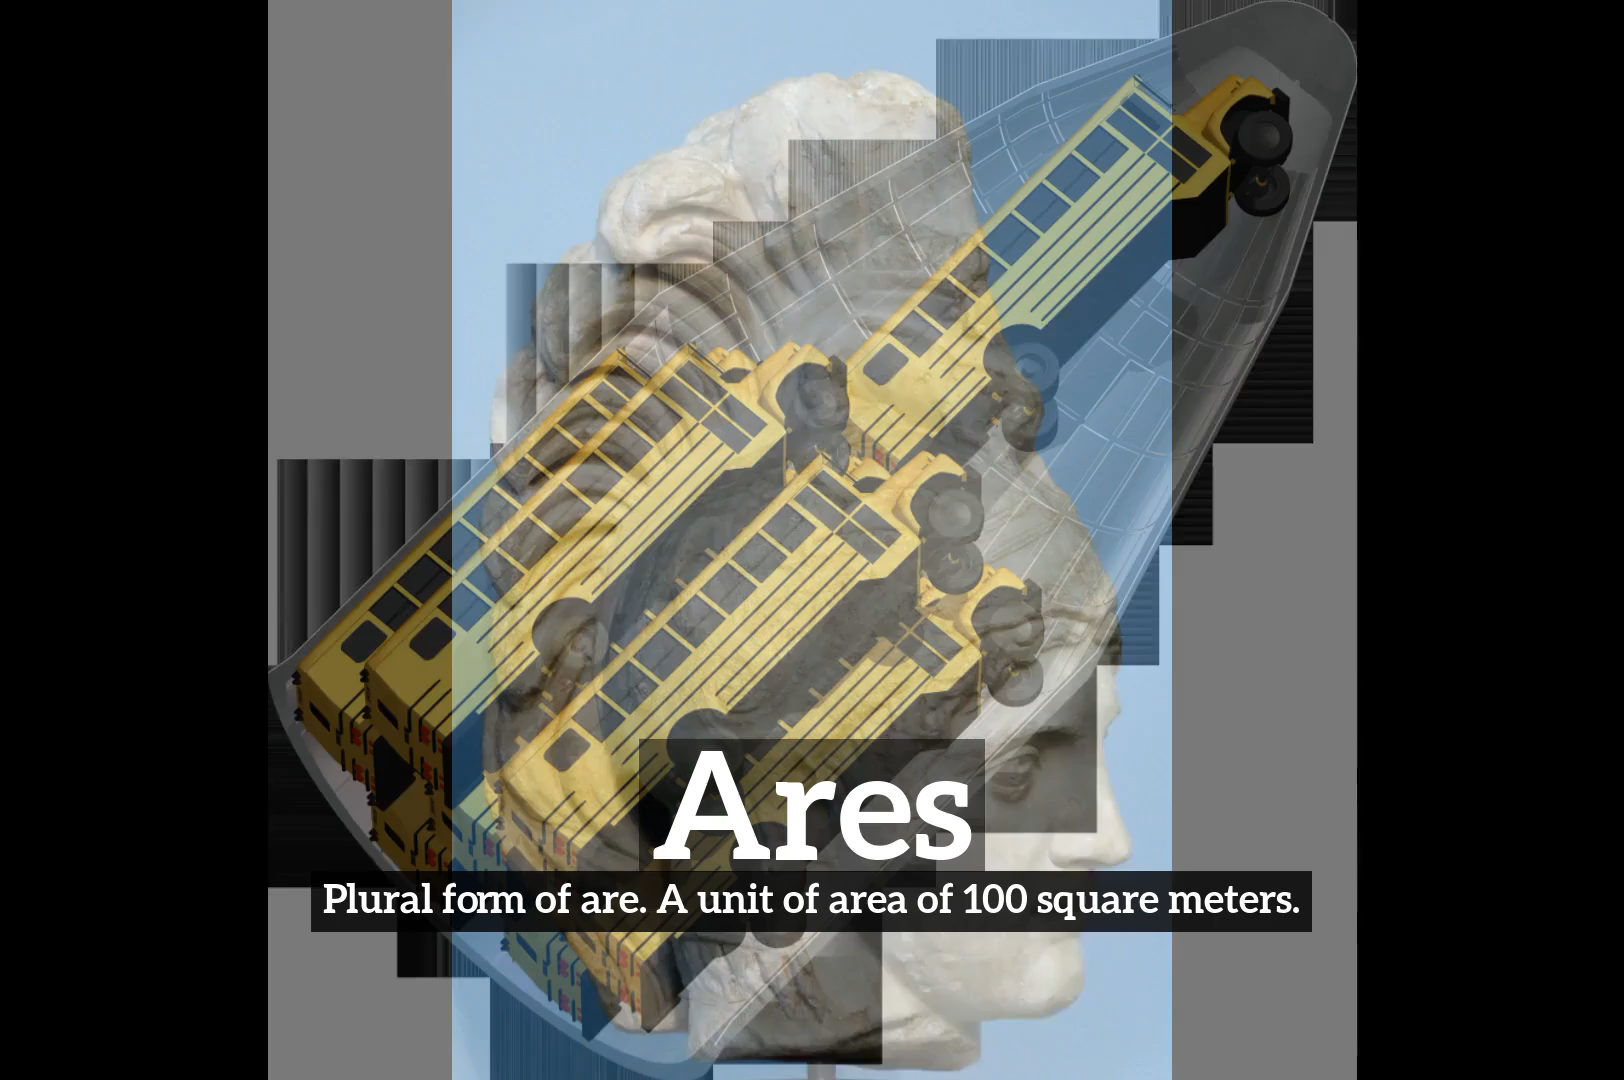 Ares
Plural form of are. A unit of area of 100 square meters.